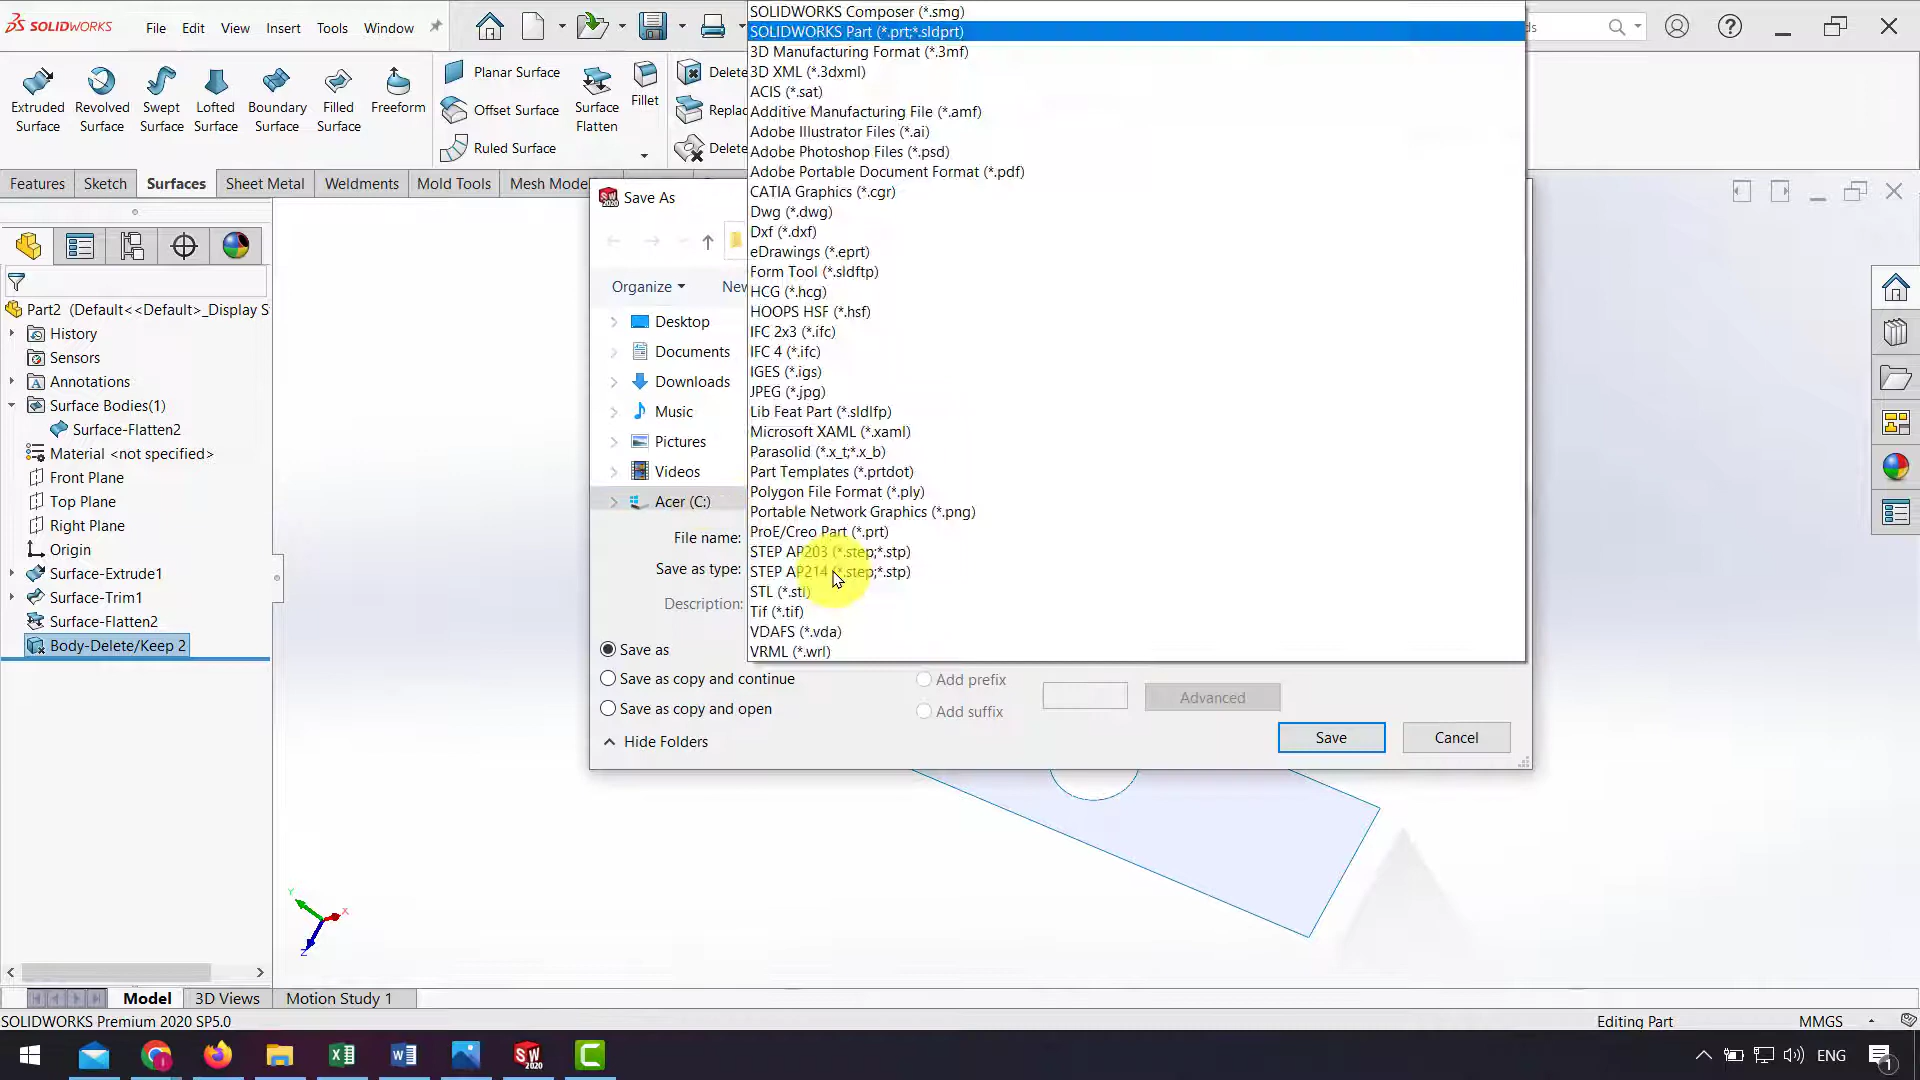 SOLIDWORKS
File Edit View Insert Tools Window
Extruded Surface
Revolved Surface
Swept Surface
Lofted Surface
Boundary Surface
Filled Surface
Freeform
Planar Surface
Offset Surface
Ruled Surface
Surface Flatten
Fillet
Delete
Replac
Delete
Features Sketch Surfaces Sheet Metal Weldments Mold Tools Mesh Mode
Part2 (Default<<Default>_Display S
History
Sensors
Annotations
Surface Bodies(1)
Surface-Flatten2
Material <not specified>
Front Plane
Top Plane
Right Plane
Origin
Surface-Extrude1
Surface-Trim1
Surface-Flatten2
Body-Delete/Keep 2
Save As
Organize
New
Desktop
Documents
Downloads
Music
Pictures
Videos
Acer (C:)
File name:
Save as type:
Description:
SOLIDWORKS Composer (*.smg)
SOLIDWORKS Part (*.prt;*.sldprt)
3D Manufacturing Format (*.3mf)
3D XML (*.3dxml)
ACIS (*.sat)
Additive Manufacturing File (*.amf)
Adobe Illustrator Files (*.ai)
Adobe Photoshop Files (*.psd)
Adobe Portable Document Format (*.pdf)
CATIA Graphics (*.cgr)
Dwg (*.dwg)
Dxf (*.dxf)
eDrawings (*.eprt)
Form Tool (*.sldftp)
HCG (*.hcg)
HOOPS HSF (*.hsf)
IFC 2x3 (*.ifc)
IFC 4 (*.ifc)
IGES (*.igs)
JPEG (*.jpg)
Lib Feat Part (*.sldlfp)
Microsoft XAML (*.xaml)
Parasolid (*.x_t;*.x_b)
Part Templates (*.prtdot)
Polygon File Format (*.ply)
Portable Network Graphics (*.png)
ProE/Creo Part (*.prt)
STEP AP203 (*.step;*.stp)
STEP AP214 (*.step;*.stp)
STL (*.stl)
Tif (*.tif)
VDAFS (*.vda)
VRML (*.wrl)
Save as
Save as copy and continue
Save as copy and open
Add prefix
Add suffix
Advanced
Hide Folders
Save
Cancel
Model 3D Views Motion Study 1
SOLIDWORKS Premium 2020 SP5.0
Editing Part
MMGS
ENG